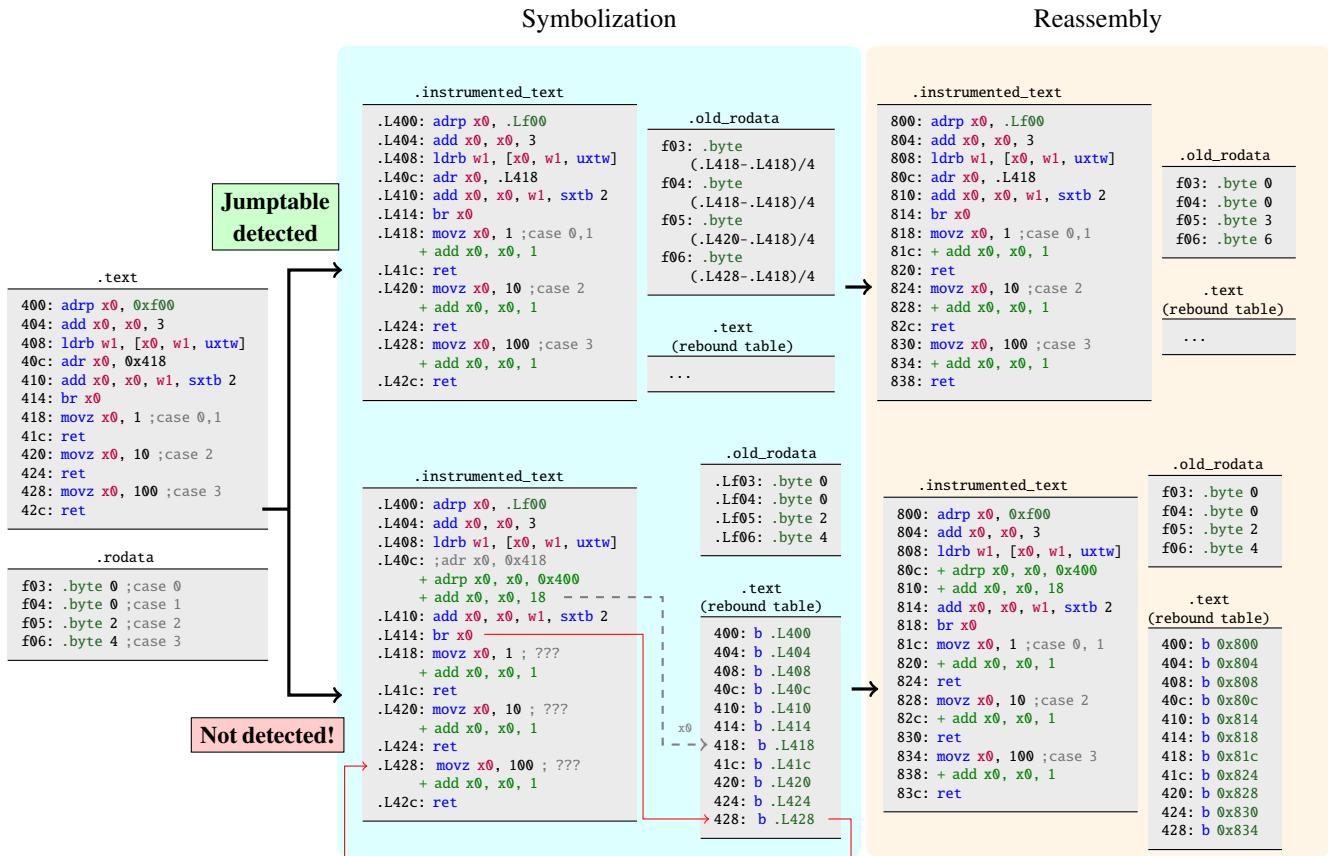 Symbolization
Reassembly
.text
400: adrp x0, 0xf00
404: add x0, x0, 3
408: ldrb w1, [x0, w1, uxtw]
40c: adr x0, 0x418
410: add x0, x0, w1, sxtb 2
414: br x0
418: movz x0, 1 ;case 0,1
41c: ret
420: movz x0, 10 ;case 2
424: ret
428: movz x0, 100 ;case 3
42c: ret
.rodata
f03: .byte 0 ;case 0
f04: .byte 0 ;case 1
f05: .byte 2 ;case 2
f06: .byte 4 ;case 3
Jumptable
detected
Not detected!
.instrumented_text
.L400: adrp x0, .Lf00
.L404: add x0, x0, 3
.L408: ldrb w1, [x0, w1, uxtw]
.L40c: adr x0, .L418
.L410: add x0, x0, w1, sxtb 2
.L414: br x0
.L418: movz x0, 1 ;case 0,1
+ add x0, x0, 1
.L41c: ret
.L420: movz x0, 10 ;case 2
+ add x0, x0, 1
.L424: ret
.L428: movz x0, 100 ;case 3
+ add x0, x0, 1
.L42c: ret
.old_rodata
f03: .byte
(.L418-.L418)/4
f04: .byte
(.L418-.L418)/4
f05: .byte
(.L420-.L418)/4
f06: .byte
(.L428-.L418)/4
.text
(rebound table)
...
.instrumented_text
800: adrp x0, .Lf00
804: add x0, x0, 3
808: ldrb w1, [x0, w1, uxtw]
80c: adr x0, .L418
810: add x0, x0, w1, sxtb 2
814: br x0
818: movz x0, 1 ;case 0,1
81c: + add x0, x0, 1
820: ret
824: movz x0, 10 ;case 2
828: + add x0, x0, 1
82c: ret
830: movz x0, 100 ;case 3
834: + add x0, x0, 1
838: ret
.old_rodata
f03: .byte 0
f04: .byte 0
f05: .byte 3
f06: .byte 6
.text
(rebound table)
...
.instrumented_text
.L400: adrp x0, .Lf00
.L404: add x0, x0, 3
.L408: ldrb w1, [x0, w1, uxtw]
.L40c: ;adr x0, 0x418
+ adrp x0, x0, 0x400
+ add x0, x0, 18
.L410: add x0, x0, w1, sxtb 2
.L414: br x0
.L418: movz x0, 1 ; ???
+ add x0, x0, 1
.L41c: ret
.L420: movz x0, 10 ; ???
+ add x0, x0, 1
.L424: ret
.L428: movz x0, 100 ; ???
+ add x0, x0, 1
.L42c: ret
x0
.old_rodata
.Lf03: .byte 0
.Lf04: .byte 0
.Lf05: .byte 2
.Lf06: .byte 4
.text
(rebound table)
400: b .L400
404: b .L404
408: b .L408
40c: b .L40c
410: b .L410
414: b .L414
418: b .L418
41c: b .L41c
420: b .L420
424: b .L424
428: b .L428
.instrumented_text
800: adrp x0, 0xf00
804: add x0, x0, 3
808: ldrb w1, [x0, w1, uxtw]
80c: + adrp x0, x0, 0x400
810: + add x0, x0, 18
814: add x0, x0, w1, sxtb 2
818: br x0
81c: movz x0, 1 ;case 0, 1
820: + add x0, x0, 1
824: ret
828: movz x0, 10 ;case 2
82c: + add x0, x0, 1
830: ret
834: movz x0, 100 ;case 3
838: + add x0, x0, 1
83c: ret
.old_rodata
f03: .byte 0
f04: .byte 0
f05: .byte 2
f06: .byte 4
.text
(rebound table)
400: b 0x800
404: b 0x804
408: b 0x808
40c: b 0x80c
410: b 0x814
414: b 0x818
418: b 0x81c
41c: b 0x824
420: b 0x828
424: b 0x830
428: b 0x834